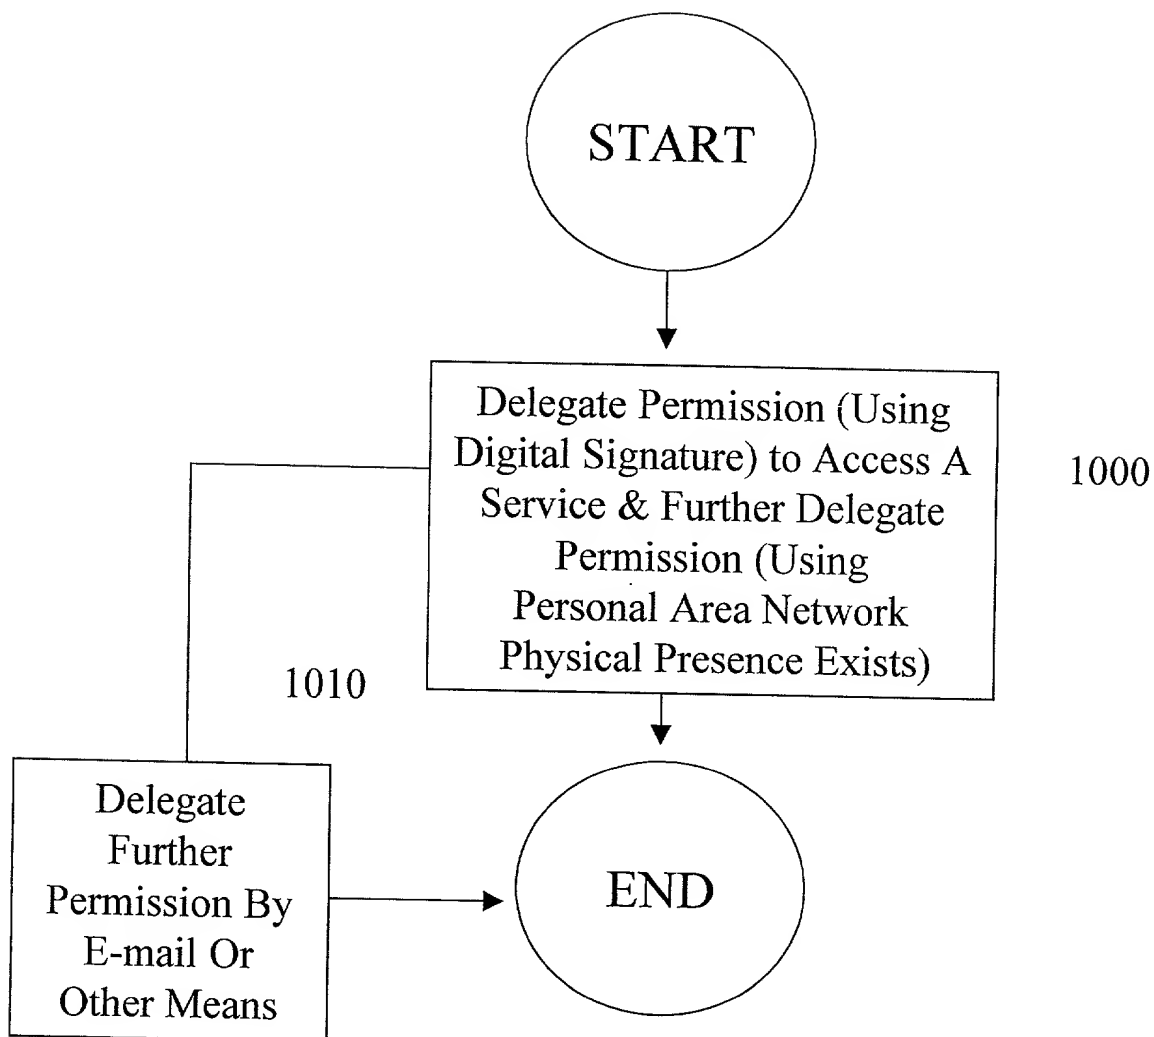 START
Delegate Permission (Using
Digital Signature) to Access A
Service & Further Delegate
Permission (Using
Personal Area Network
Physical Presence Exists)
1000
1010
Delegate
Further
Permission By
E-mail Or
Other Means
END